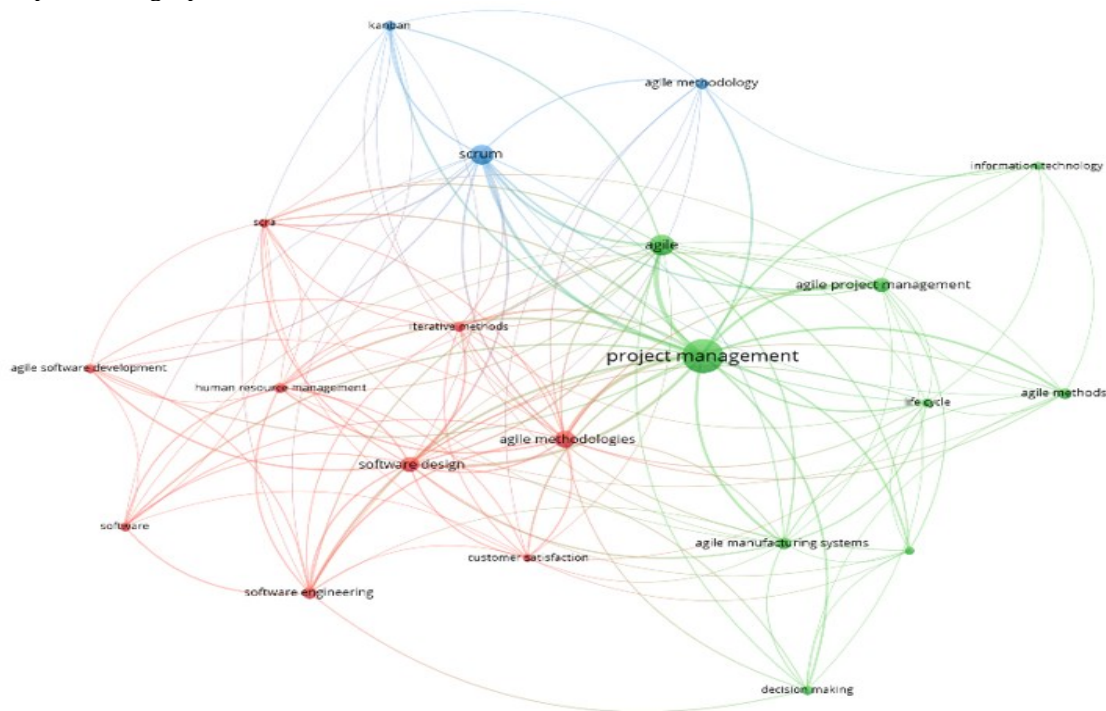 kanban
agile methodology
scrum
information technology
scra
agile
agile project management
iterative methods
project management
agile software development
human resource management
life cycle
agile methods
agile methodologies
software design
software
agile manufacturing systems
customer satisfaction
software engineering
decision making